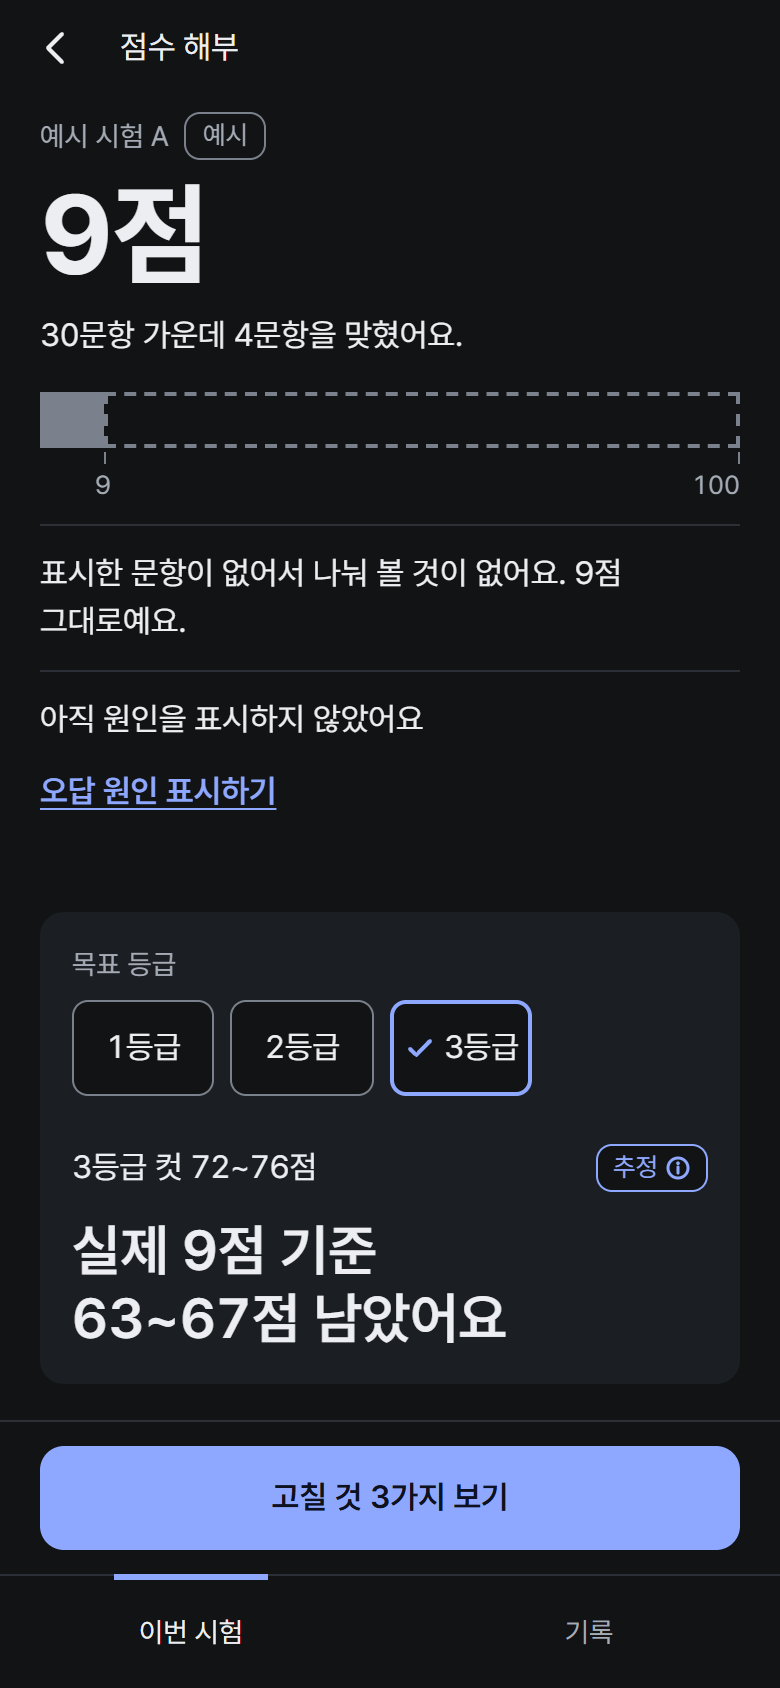 점수 해부
예시 시험 A 예시
9점
30문항 가운데 4문항을 맞혔어요.
9 100
표시한 문항이 없어서 나눠 볼 것이 없어요. 9점
그대로예요.
아직 원인을 표시하지 않았어요
오답 원인 표시하기
목표 등급
1등급 2등급 3등급
3등급 컷 72~76점 추정
실제 9점 기준
63~67점 남았어요
고칠 것 3가지 보기
이번 시험 기록